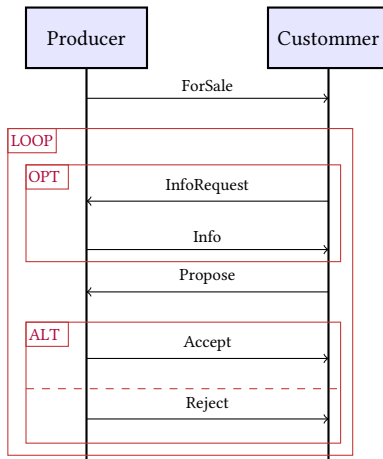 Producer
Custommer
ForSale
LOOP
OPT
InfoRequest
Info
Propose
ALT
Accept
Reject